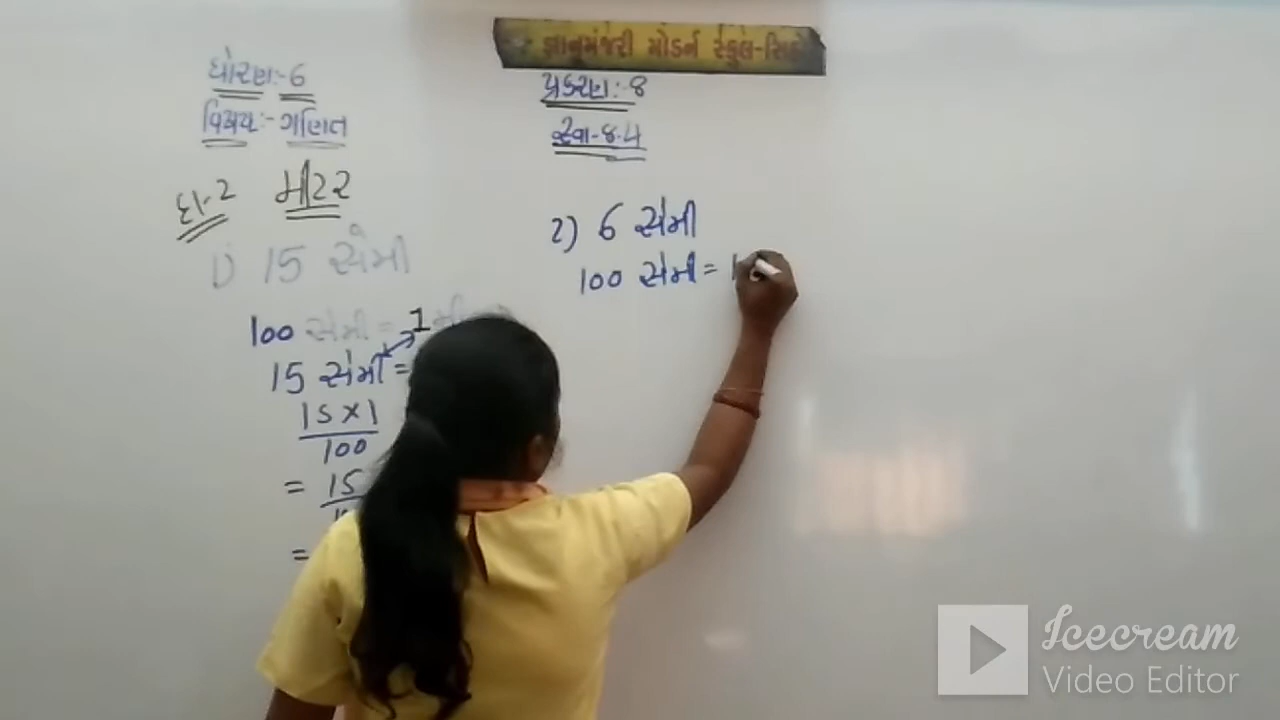 જ્ઞાનમંજરી મોડર્ન સ્કુલ-
ધોરણ:-6
વિષય:- ગણિત
દા-2 મીટર
1) 15 સેમી
100 સેમી = 1
15 સેમી =
15 X 1
100
= 15
=
પ્રકરણ:-8
સ્વા-8.4
2) 6 સેમી
100 સેમી = 1
Icecream
Video Editor